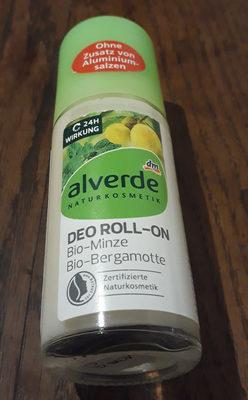 Ohne
Zusatz von
Aluminium-
salzen
24H
WIRKUNG
dm
alverde
NATURKOSMETIK
DEO ROLL-ON
Bio-Minze
Bio-Bergamotte
Zertifizierte
Naturkosmetik